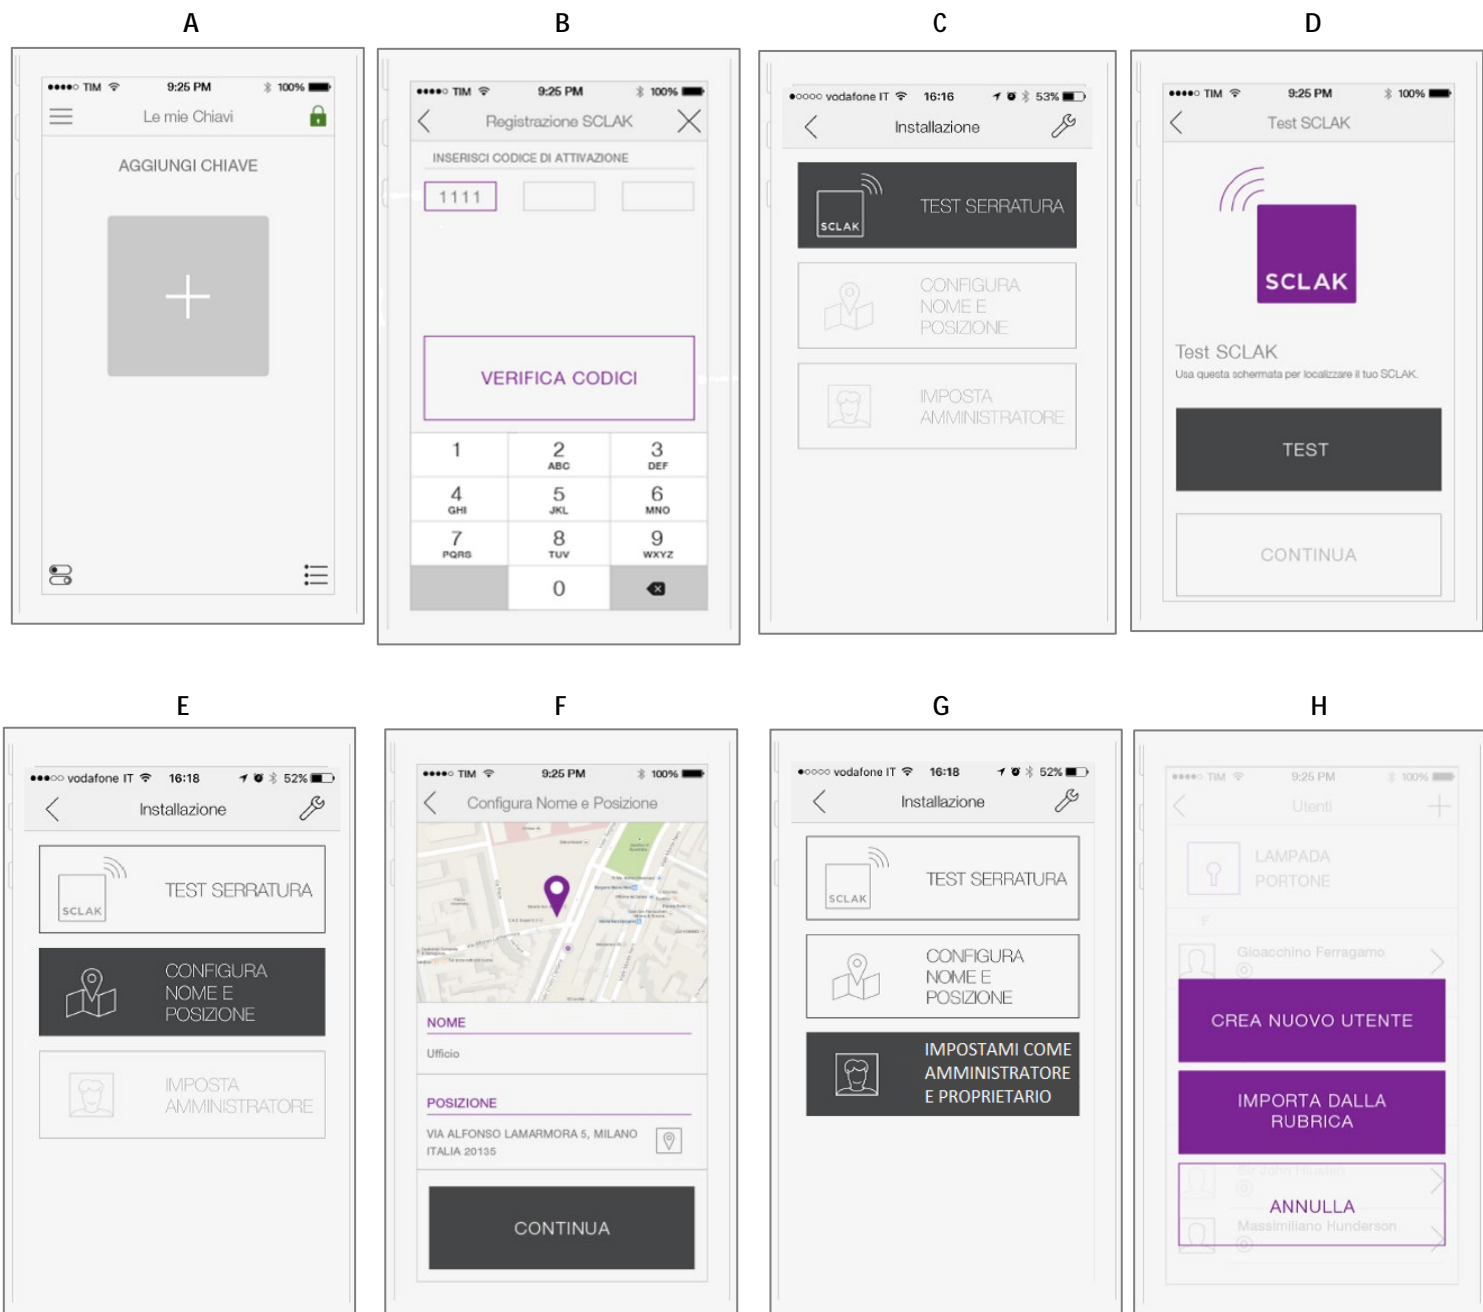 A
●●●●○ TIM 9:25 PM 100%
Le mie Chiavi
AGGIUNGI CHIAVE
B
●●●●○ TIM 9:25 PM 100%
Registrazione SCLAK
INSERISCI CODICE DI ATTIVAZIONE
1111
VERIFICA CODICI
1 2 3
ABC DEF
4 5 6
GHI JKL MNO
7 8 9
PQRS TUV WXYZ
0
C
●○○○○ vodafone IT 16:16 53%
Installazione
SCLAK
TEST SERRATURA
CONFIGURA
NOME E
POSIZIONE
IMPOSTA
AMMINISTRATORE
D
●●●●○ TIM 9:25 PM 100%
Test SCLAK
SCLAK
Test SCLAK
Usa questa schermata per localizzare il tuo SCLAK.
TEST
CONTINUA
E
●●●○○ vodafone IT 16:18 52%
Installazione
SCLAK
TEST SERRATURA
CONFIGURA
NOME E
POSIZIONE
IMPOSTA
AMMINISTRATORE
F
●●●●○ TIM 9:25 PM 100%
Configura Nome e Posizione
NOME
Ufficio
POSIZIONE
VIA ALFONSO LAMARMORA 5, MILANO
ITALIA 20135
CONTINUA
G
●○○○○ vodafone IT 16:18 52%
Installazione
SCLAK
TEST SERRATURA
CONFIGURA
NOME E
POSIZIONE
IMPOSTAMI COME
AMMINISTRATORE
E PROPRIETARIO
H
●●●●○ TIM 9:25 PM 100%
Utenti
LAMPADA
PORTONE
F
Gioacchino Ferragamo
CREA NUOVO UTENTE
IMPORTA DALLA
RUBRICA
Sir John
ANNULLA
Massimiliano Hunderson